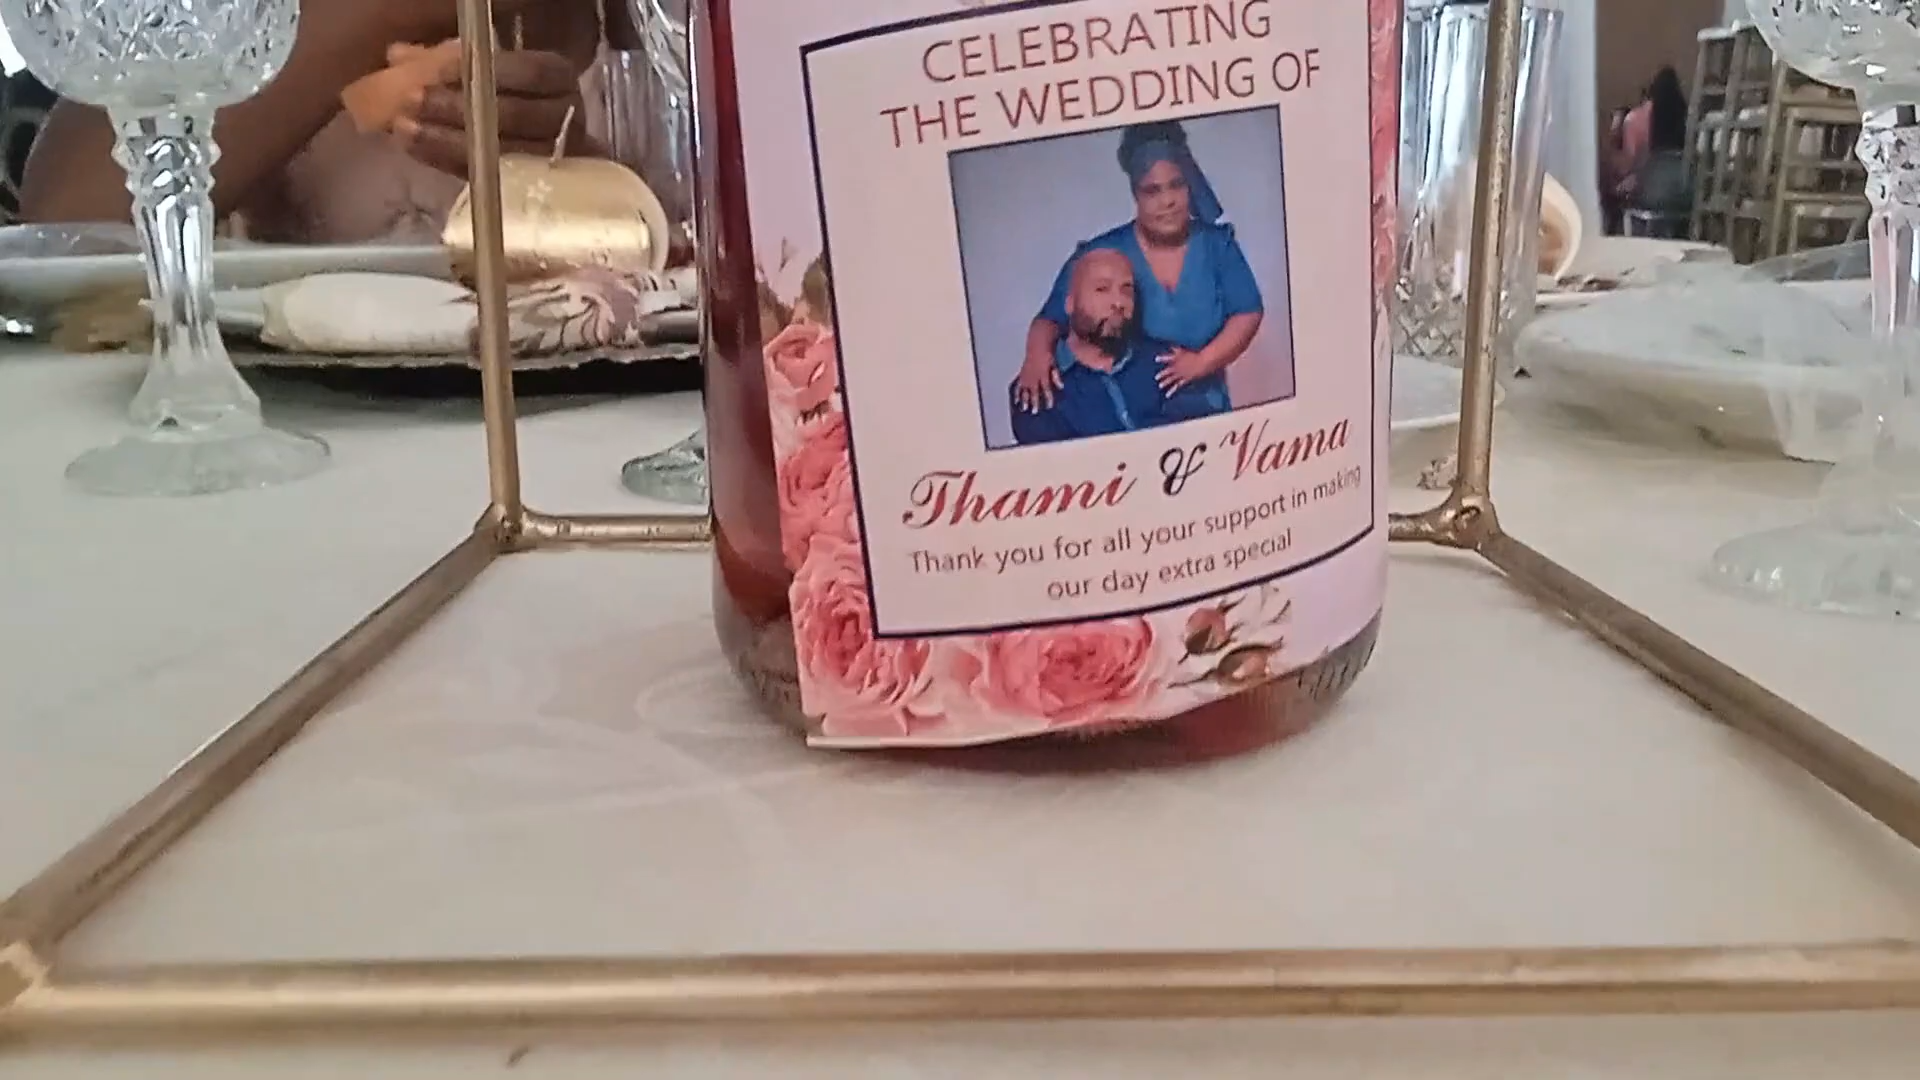 CELEBRATING
THE WEDDING OF
Thami & Vama
Thank you for all your support in making
our day extra special